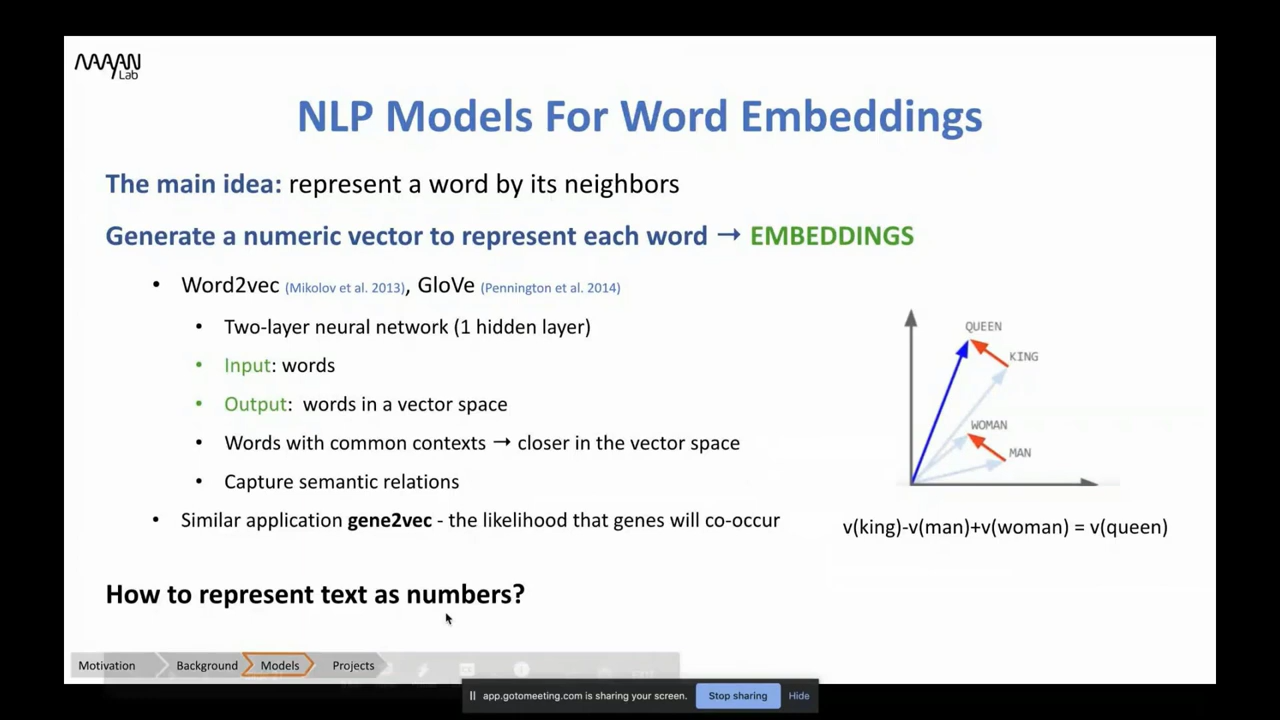 MAAYAN
Lab
NLP Models For Word Embeddings
The main idea: represent a word by its neighbors
Generate a numeric vector to represent each word → EMBEDDINGS
• Word2vec (Mikolov et al. 2013), GloVe (Pennington et al. 2014)
• Two-layer neural network (1 hidden layer)
• Input: words
• Output: words in a vector space
• Words with common contexts → closer in the vector space
• Capture semantic relations
• Similar application gene2vec - the likelihood that genes will co-occur
QUEEN
KING
WOMAN
MAN
v(king)-v(man)+v(woman) = v(queen)
How to represent text as numbers?
Motivation Background Models Projects
app.gotomeeting.com is sharing your screen. Stop sharing Hide